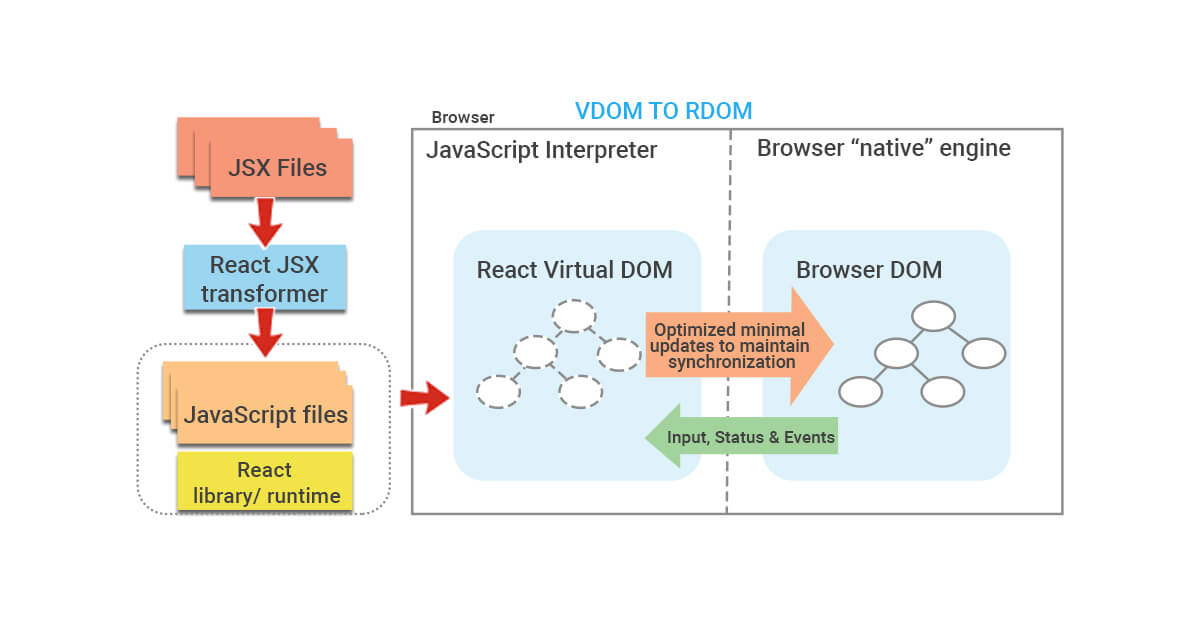 VDOM TO RDOM
Browser
JavaScript Interpreter
Browser “native” engine
JSX Files
React JSX
transformer
JavaScript files
React
library/ runtime
React Virtual DOM
Browser DOM
Optimized minimal
updates to maintain
synchronization
Input, Status & Events